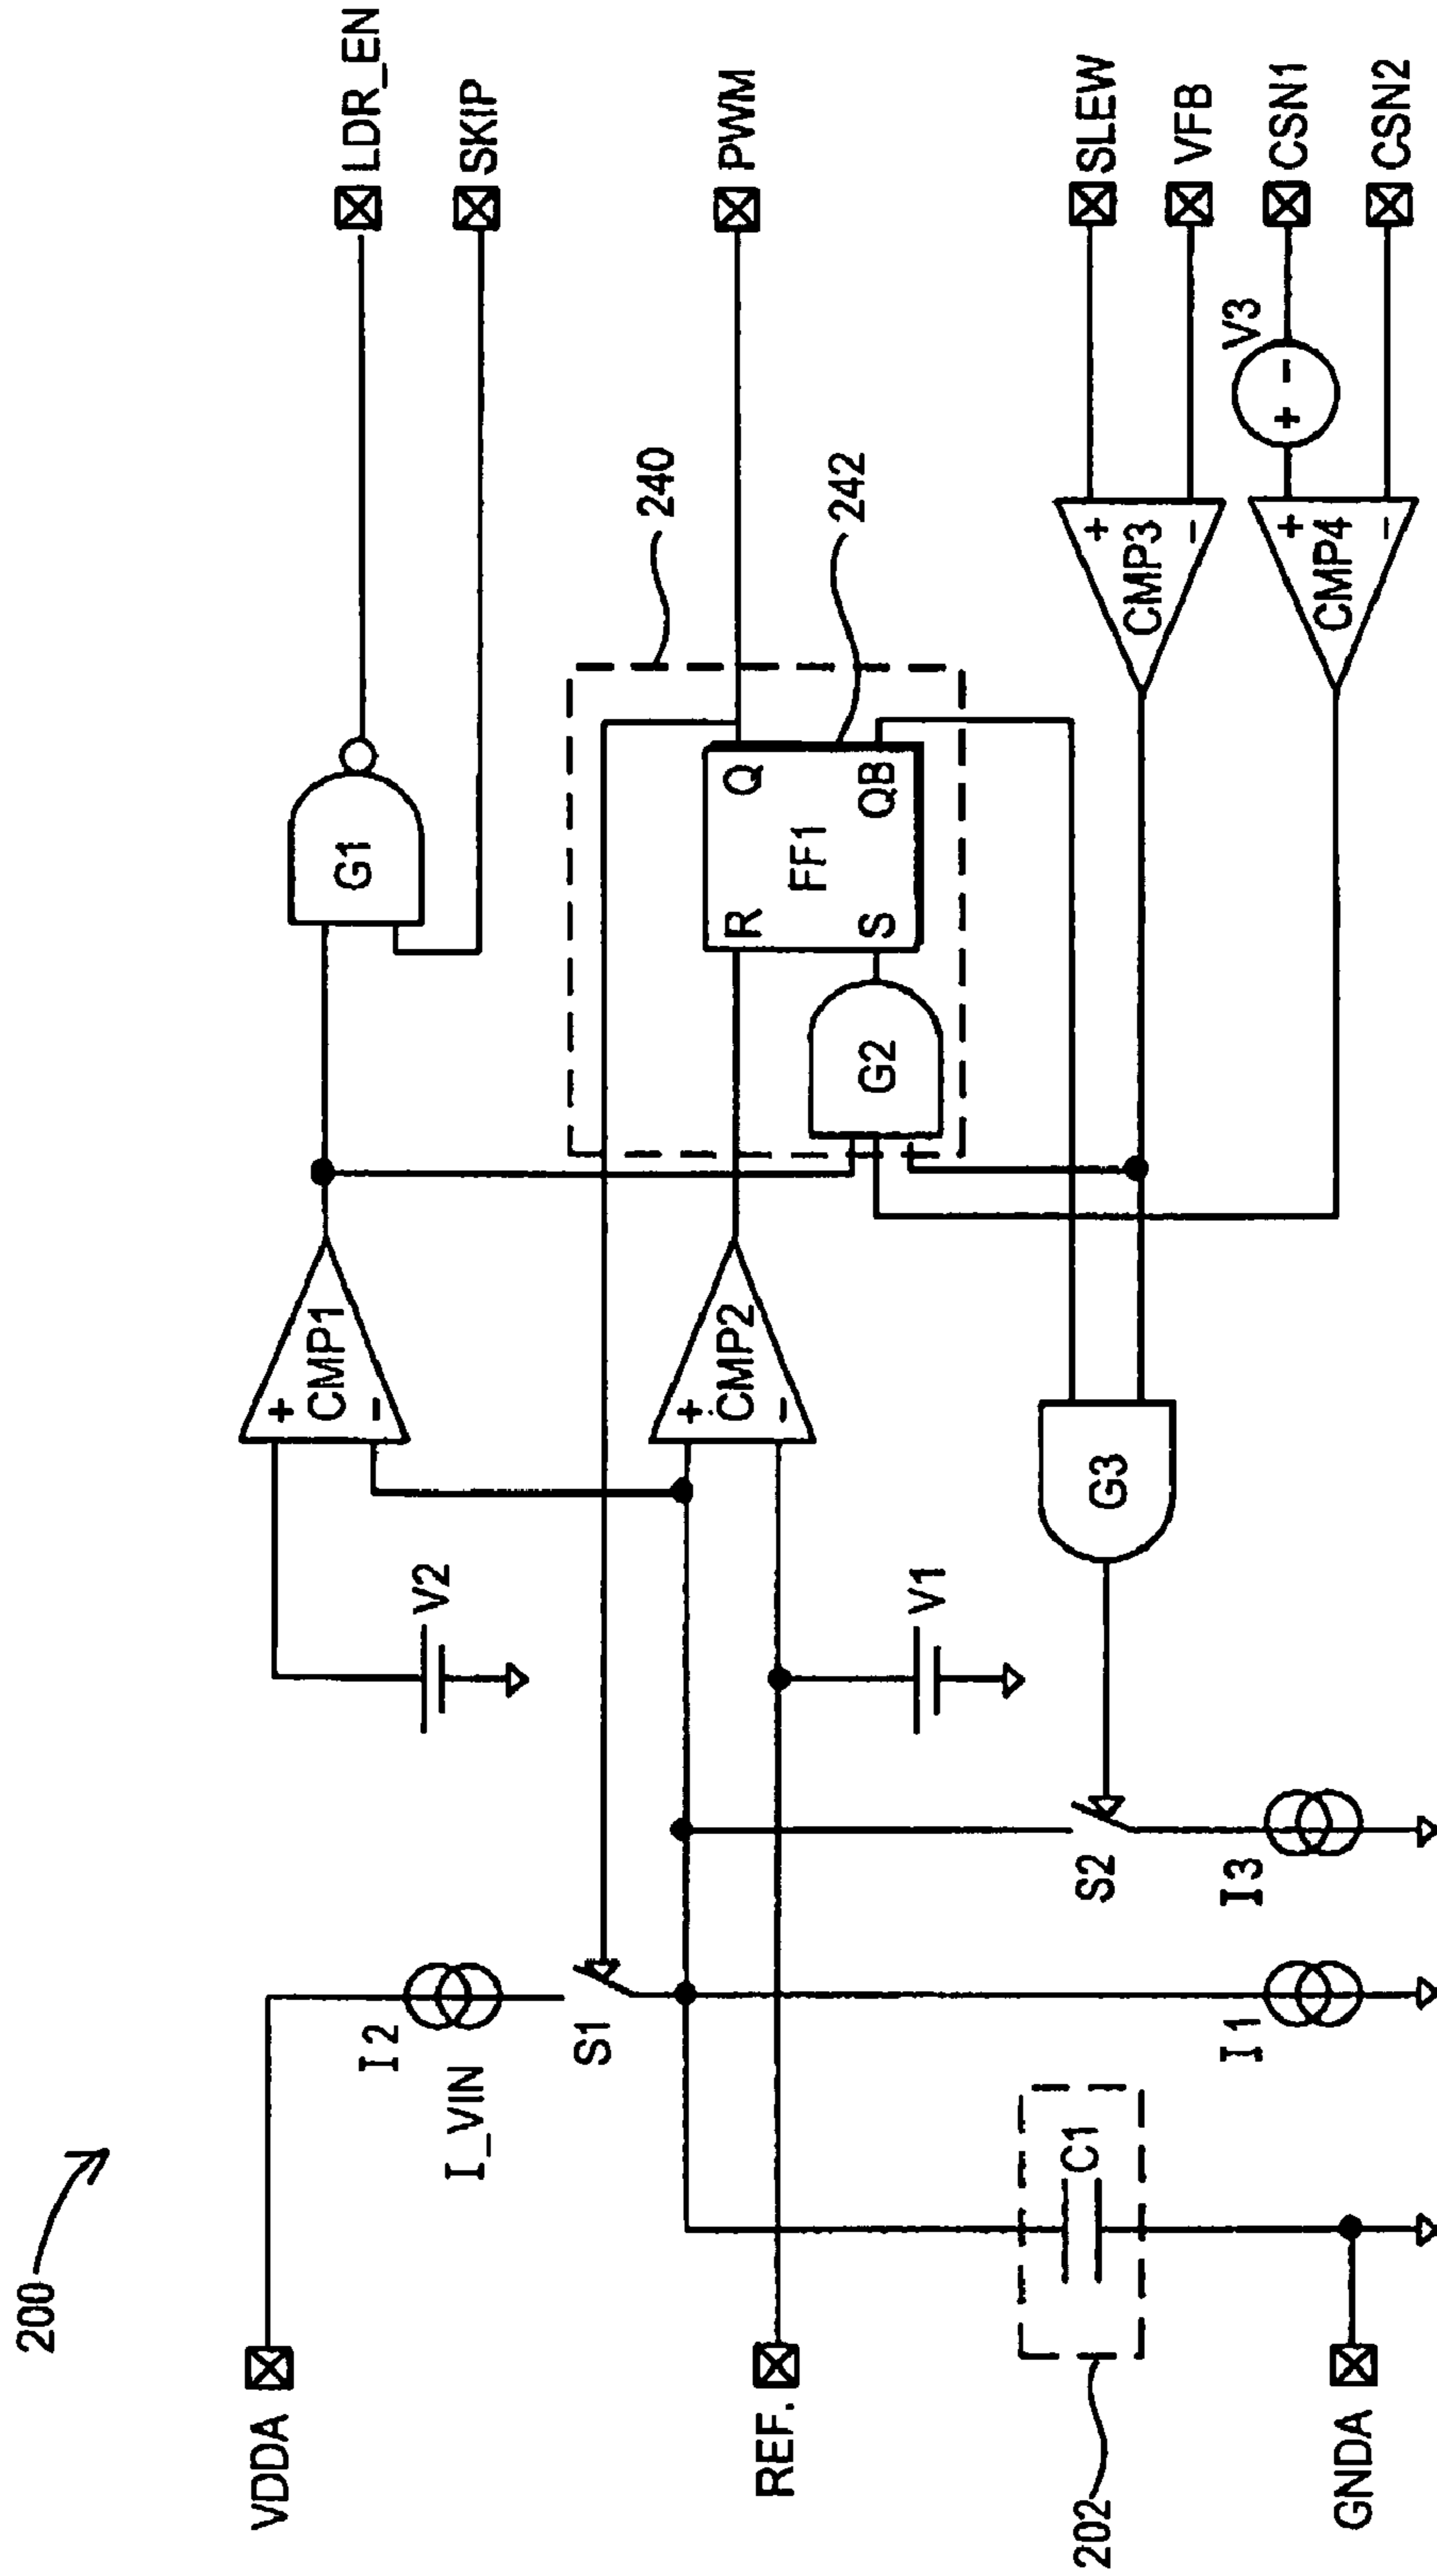 200
VDDA
REF.
202
GNDA
C1
I2
I_VIN
S1
I1
S2
I3
V2
V1
+
CMP1
-
+
CMP2
-
G3
G1
240
R
Q
FF1
S
QB
G2
242
+
CMP3
-
+
CMP4
-
V3
+ -
LDR_EN
SKIP
PWM
SLEW
VFB
CSN1
CSN2